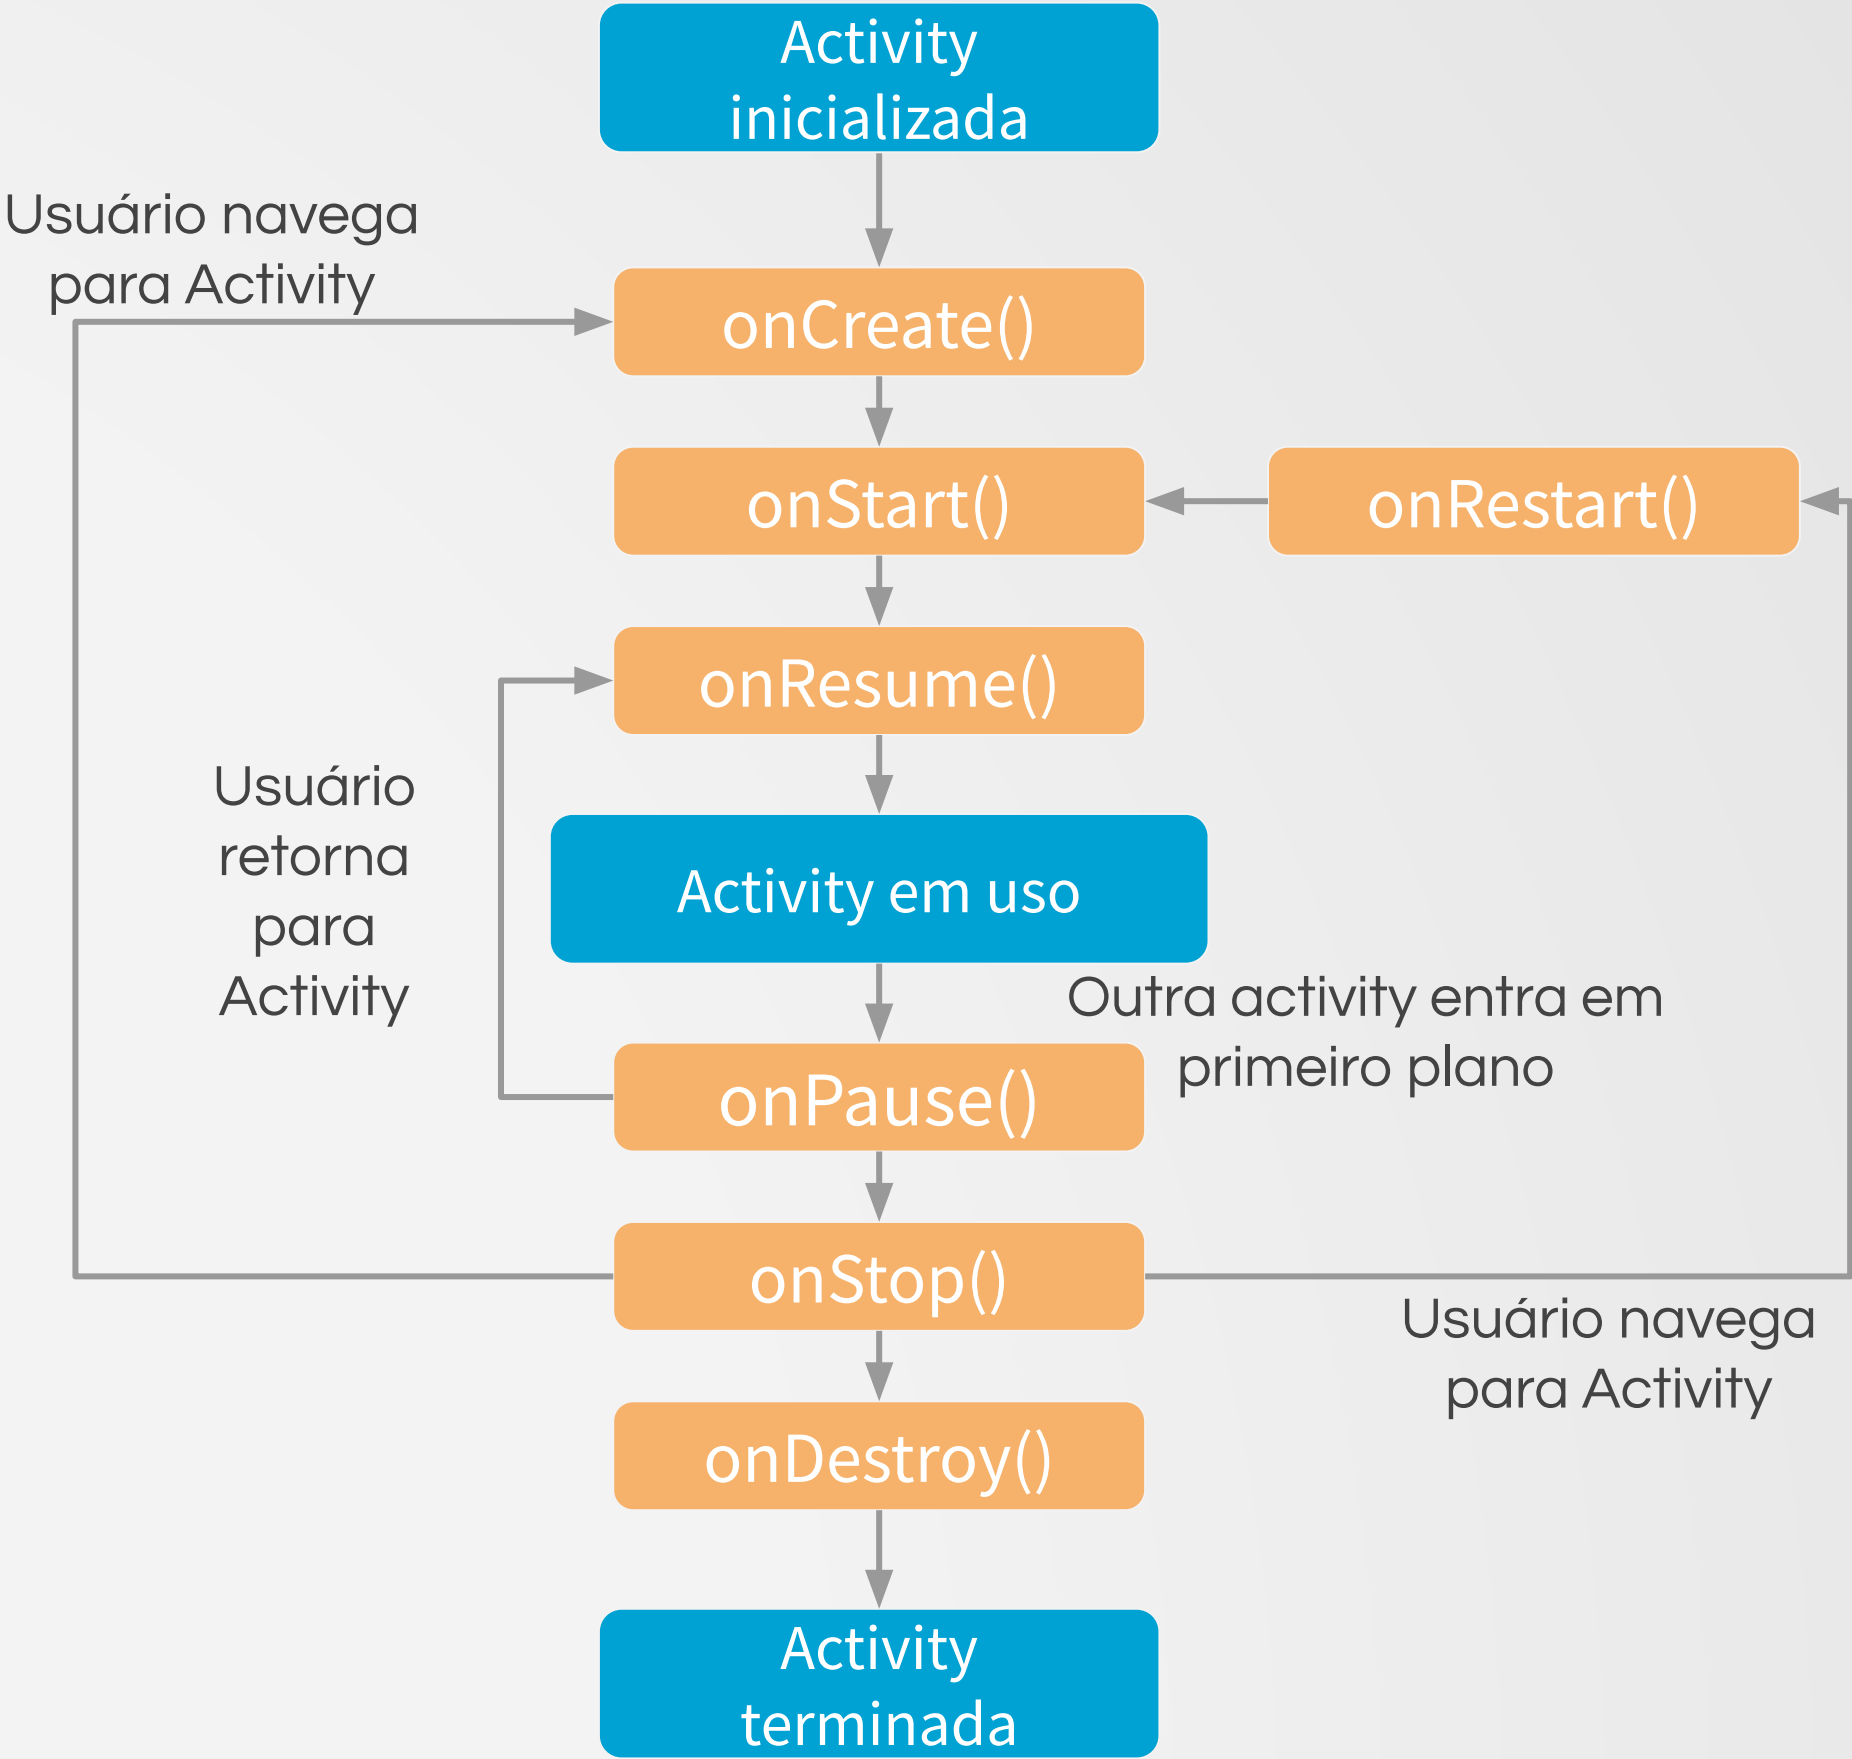 Activity
inicializada
Usuário navega
para Activity
onCreate()
onStart()
onRestart()
onResume()
Usuário
retorna
para
Activity
Activity em uso
Outra activity entra em
primeiro plano
onPause()
onStop()
Usuário navega
para Activity
onDestroy()
Activity
terminada